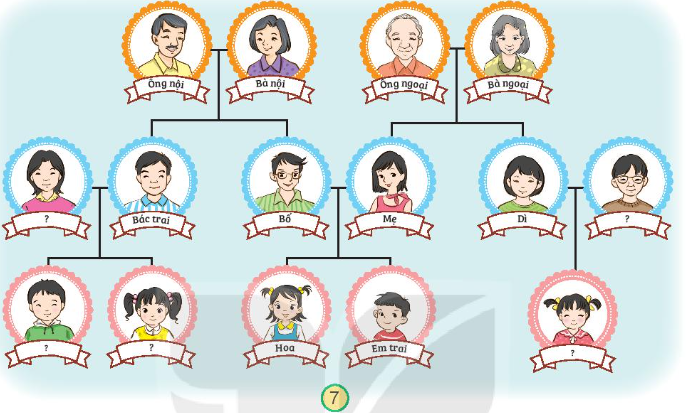 Ông nội
Bà nội
Ông ngoại
Bà ngoại
?
Bác trai
Bố
Mẹ
Dì
?
?
?
Hoa
Em trai
?
7